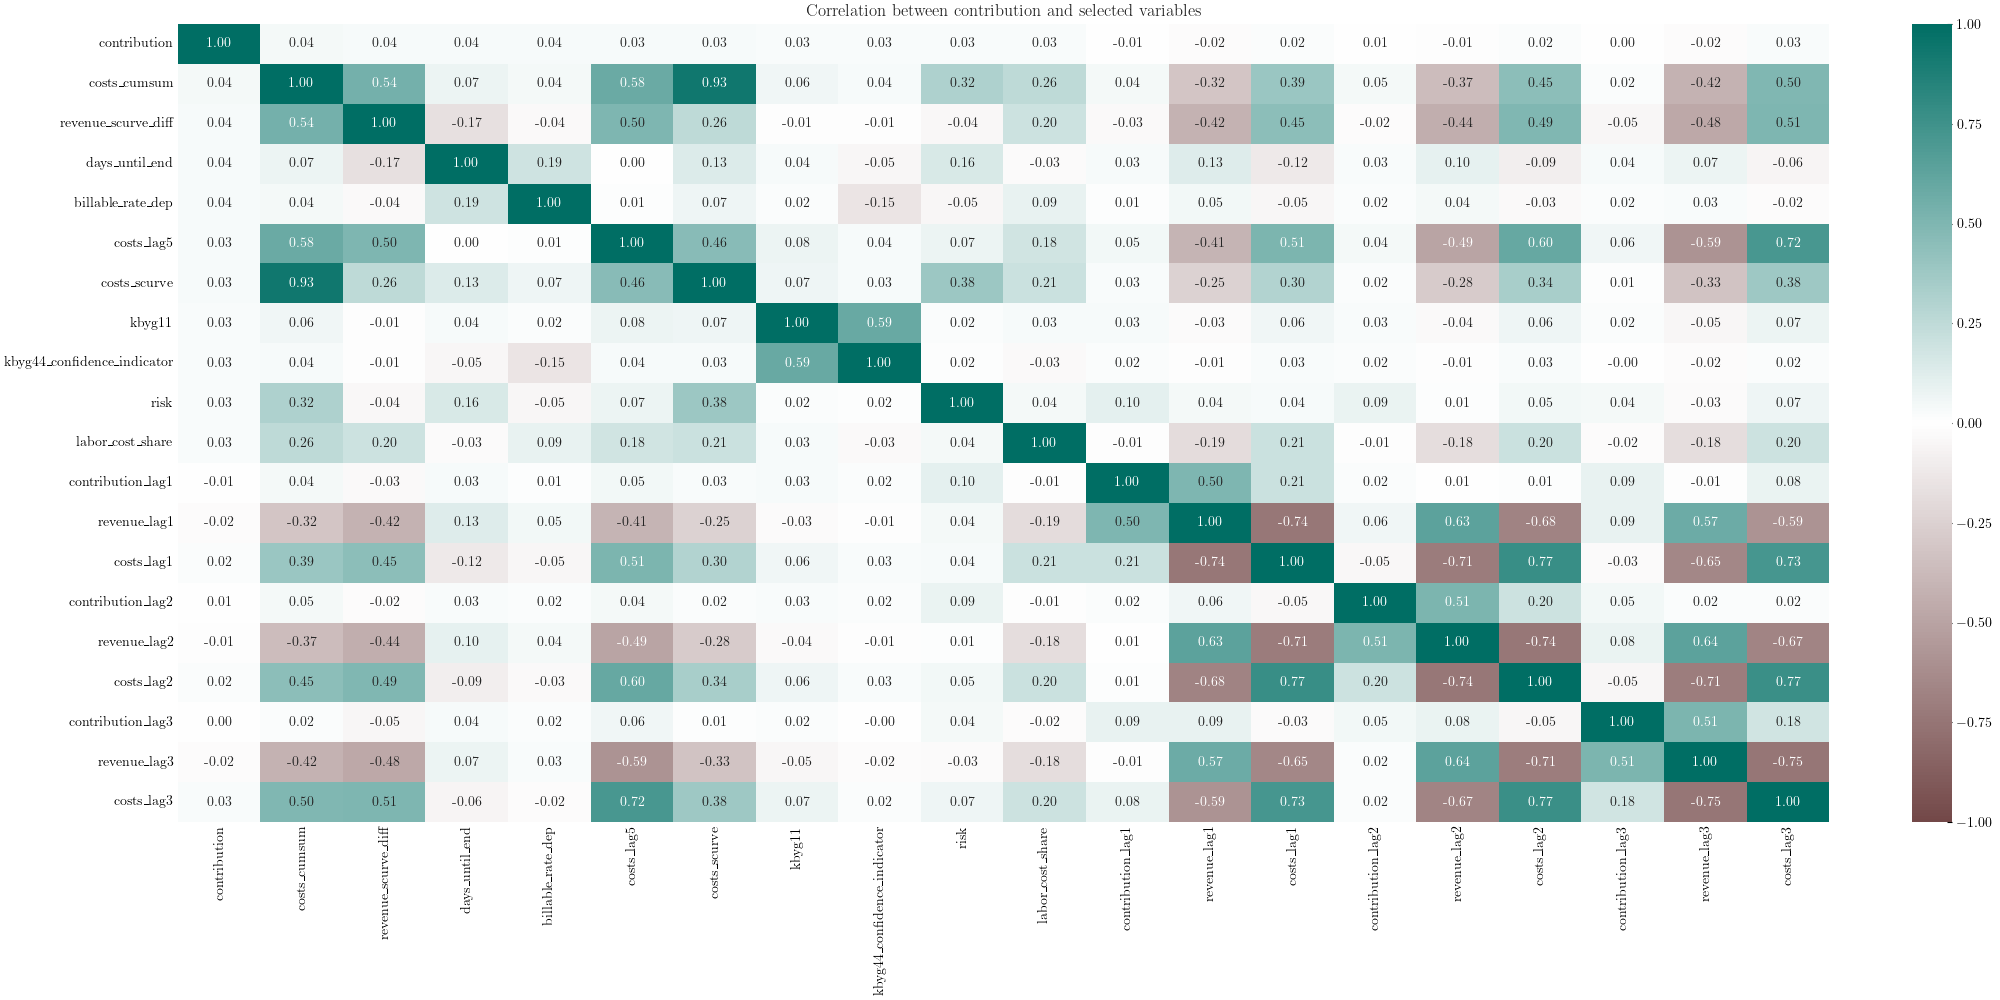 Correlation between contribution and selected variables
contribution 1.00 0.04 0.04 0.04 0.04 0.03 0.03 0.03 0.03 0.03 0.03 -0.01 -0.02 0.02 0.01 -0.01 0.02 0.00 -0.02 0.03
costs_cumsum 0.04 1.00 0.54 0.07 0.04 0.58 0.93 0.06 0.04 0.32 0.26 0.04 -0.32 0.39 0.05 -0.37 0.45 0.02 -0.42 0.50
revenue_scurve_diff 0.04 0.54 1.00 -0.17 -0.04 0.50 0.26 -0.01 -0.01 -0.04 0.20 -0.03 -0.42 0.45 -0.02 -0.44 0.49 -0.05 -0.48 0.51
days_until_end 0.04 0.07 -0.17 1.00 0.19 0.00 0.13 0.04 -0.05 0.16 -0.03 0.03 0.13 -0.12 0.03 0.10 -0.09 0.04 0.07 -0.06
billable_rate_dep 0.04 0.04 -0.04 0.19 1.00 0.01 0.07 0.02 -0.15 -0.05 0.09 0.01 0.05 -0.05 0.02 0.04 -0.03 0.02 0.03 -0.02
costs_lag5 0.03 0.58 0.50 0.00 0.01 1.00 0.46 0.08 0.04 0.07 0.18 0.05 -0.41 0.51 0.04 -0.49 0.60 0.06 -0.59 0.72
costs_scurve 0.03 0.93 0.26 0.13 0.07 0.46 1.00 0.07 0.03 0.38 0.21 0.03 -0.25 0.30 0.02 -0.28 0.34 0.01 -0.33 0.38
kbyg11 0.03 0.06 -0.01 0.04 0.02 0.08 0.07 1.00 0.59 0.02 0.03 0.03 -0.03 0.06 0.03 -0.04 0.06 0.02 -0.05 0.07
kbyg44_confidence_indicator 0.03 0.04 -0.01 -0.05 -0.15 0.04 0.03 0.59 1.00 0.02 -0.03 0.02 -0.01 0.03 0.02 -0.01 0.03 -0.00 -0.02 0.02
risk 0.03 0.32 -0.04 0.16 -0.05 0.07 0.38 0.02 0.02 1.00 0.04 0.10 0.04 0.04 0.09 0.01 0.05 0.04 -0.03 0.07
labor_cost_share 0.03 0.26 0.20 -0.03 0.09 0.18 0.21 0.03 -0.03 0.04 1.00 -0.01 -0.19 0.21 -0.01 -0.18 0.20 -0.02 -0.18 0.20
contribution_lag1 -0.01 0.04 -0.03 0.03 0.01 0.05 0.03 0.03 0.02 0.10 -0.01 1.00 0.50 0.21 0.02 0.01 0.01 0.09 -0.01 0.08
revenue_lag1 -0.02 -0.32 -0.42 0.13 0.05 -0.41 -0.25 -0.03 -0.01 0.04 -0.19 0.50 1.00 -0.74 0.06 0.63 -0.68 0.09 0.57 -0.59
costs_lag1 0.02 0.39 0.45 -0.12 -0.05 0.51 0.30 0.06 0.03 0.04 0.21 0.21 -0.74 1.00 -0.05 -0.71 0.77 -0.03 -0.65 0.73
contribution_lag2 0.01 0.05 -0.02 0.03 0.02 0.04 0.02 0.03 0.02 0.09 -0.01 0.02 0.06 -0.05 1.00 0.51 0.20 0.05 0.02 0.02
revenue_lag2 -0.01 -0.37 -0.44 0.10 0.04 -0.49 -0.28 -0.04 -0.01 0.01 -0.18 0.01 0.63 -0.71 0.51 1.00 -0.74 0.08 0.64 -0.67
costs_lag2 0.02 0.45 0.49 -0.09 -0.03 0.60 0.34 0.06 0.03 0.05 0.20 0.01 -0.68 0.77 0.20 -0.74 1.00 -0.05 -0.71 0.77
contribution_lag3 0.00 0.02 -0.05 0.04 0.02 0.06 0.01 0.02 -0.00 0.04 -0.02 0.09 0.09 -0.03 0.05 0.08 -0.05 1.00 0.51 0.18
revenue_lag3 -0.02 -0.42 -0.48 0.07 0.03 -0.59 -0.33 -0.05 -0.02 -0.03 -0.18 -0.01 0.57 -0.65 0.02 0.64 -0.71 0.51 1.00 -0.75
costs_lag3 0.03 0.50 0.51 -0.06 -0.02 0.72 0.38 0.07 0.02 0.07 0.20 0.08 -0.59 0.73 0.02 -0.67 0.77 0.18 -0.75 1.00
contribution
costs_cumsum
revenue_scurve_diff
days_until_end
billable_rate_dep
costs_lag5
costs_scurve
kbyg11
kbyg44_confidence_indicator
risk
labor_cost_share
contribution_lag1
revenue_lag1
costs_lag1
contribution_lag2
revenue_lag2
costs_lag2
contribution_lag3
revenue_lag3
costs_lag3
1.00
0.75
0.50
0.25
0.00
−0.25
−0.50
−0.75
−1.00